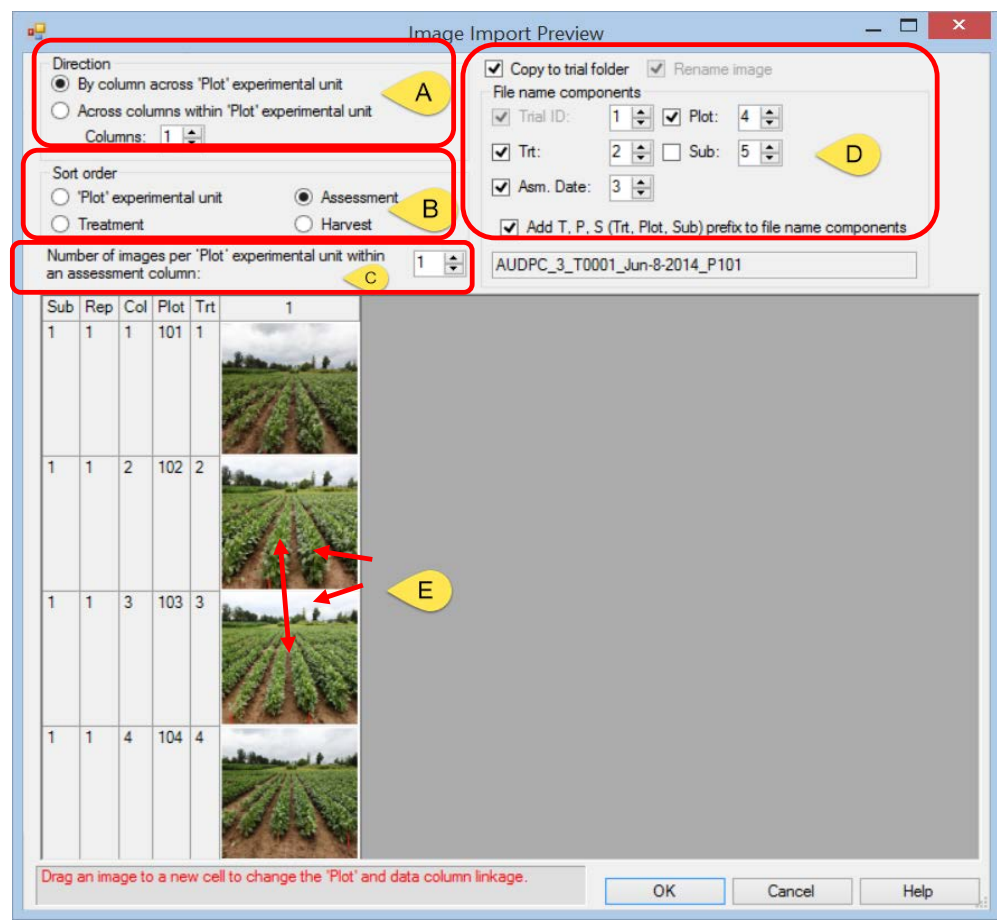 Image Import Preview
Direction
By column across 'Plot' experimental unit
Across columns within 'Plot' experimental unit
Columns: 1
A
Sort order
'Plot' experimental unit
Assessment
Treatment
Harvest
B
Number of images per 'Plot' experimental unit within
an assessment column:
1
C
Copy to trial folder
Rename image
File name components
Trial ID: 1
Plot: 4
Trt: 2
Sub: 5
Asm. Date: 3
D
Add T, P, S (Trt, Plot, Sub) prefix to file name components
AUDPC_3_T0001_Jun-8-2014_P101
Sub Rep Col Plot Trt 1
1 1 1 101 1
1 1 2 102 2
1 1 3 103 3
E
1 1 4 104 4
Drag an image to a new cell to change the 'Plot' and data column linkage.
OK
Cancel
Help